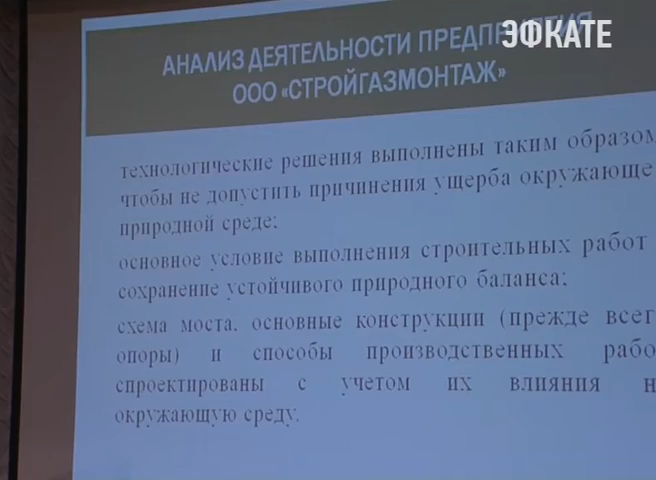 ЭФКАТЕ
АНАЛИЗ ДЕЯТЕЛЬНОСТИ ПРЕДПРИЯТИЯ
ООО «СТРОЙГАЗМОНТАЖ»
технологические решения выполнены таким образом
чтобы не допустить причинения ущерба окружающе
природной среде;
основное условие выполнения строительных работ
сохранение устойчивого природного баланса;
схема моста, основные конструкции (прежде всег
опоры) и способы производственных рабо
спроектированы с учетом их влияния н
окружающую среду.